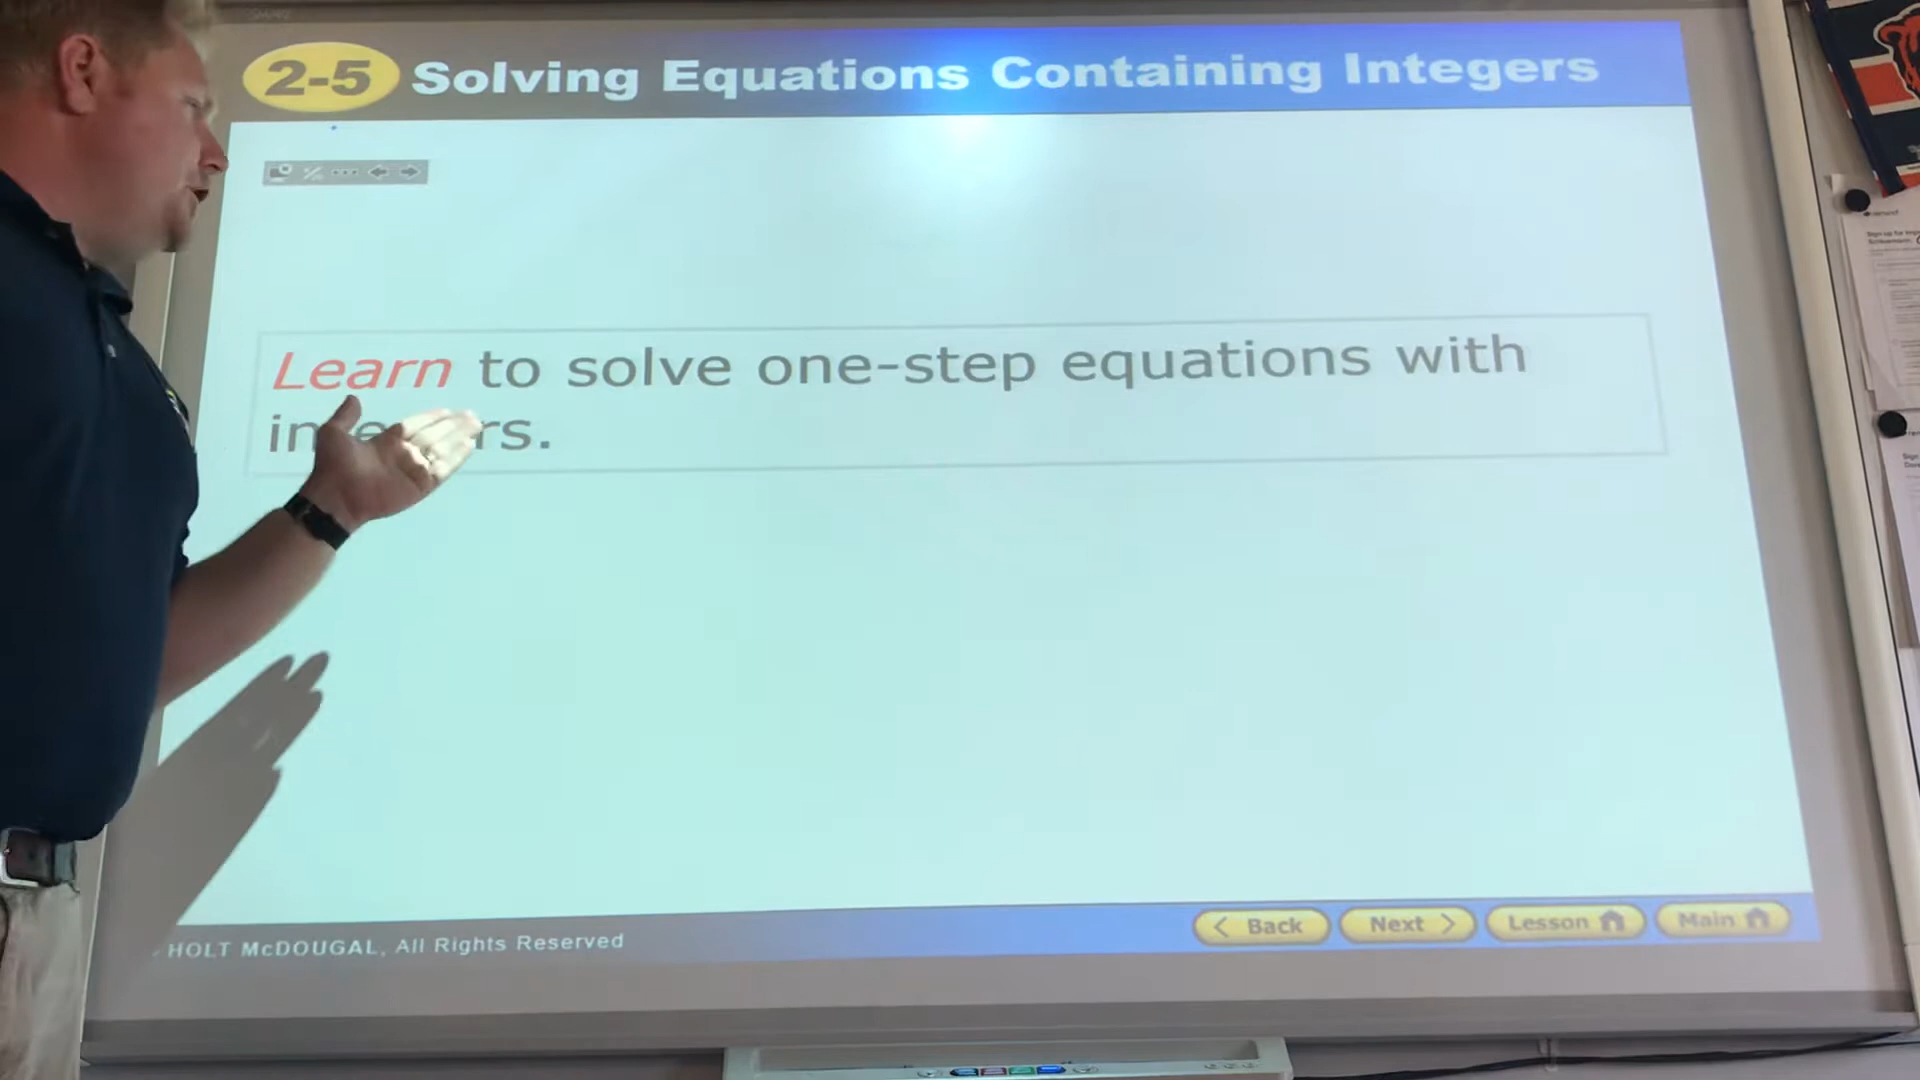 2-5 Solving Equations Containing Integers
Learn to solve one-step equations with
integers.
HOLT McDOUGAL, All Rights Reserved
Back Next Lesson Main